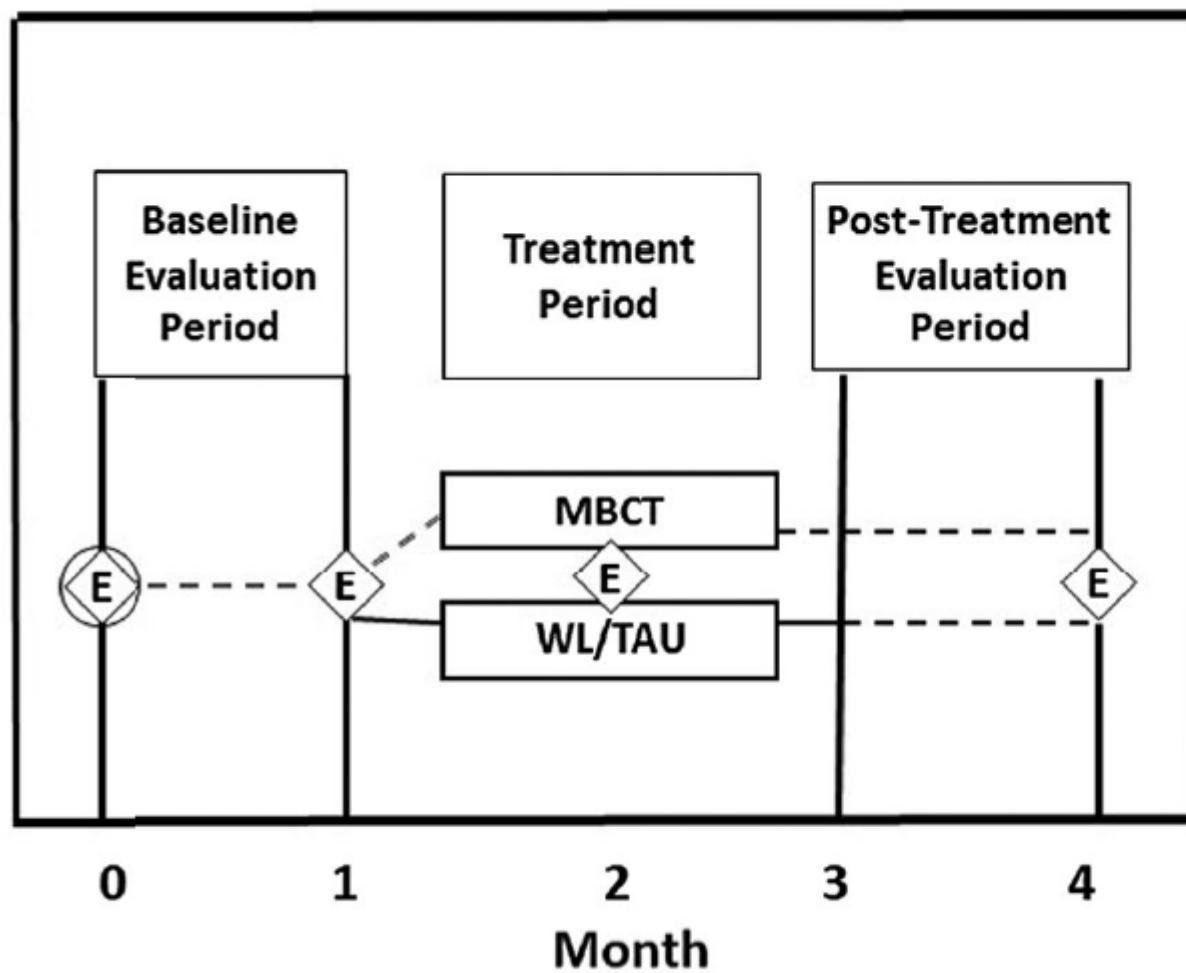 Baseline
Evaluation
Period
Treatment
Period
Post-Treatment
Evaluation
Period
MBCT
E
E
E
E
WL/TAU
0 1 2 3 4
Month